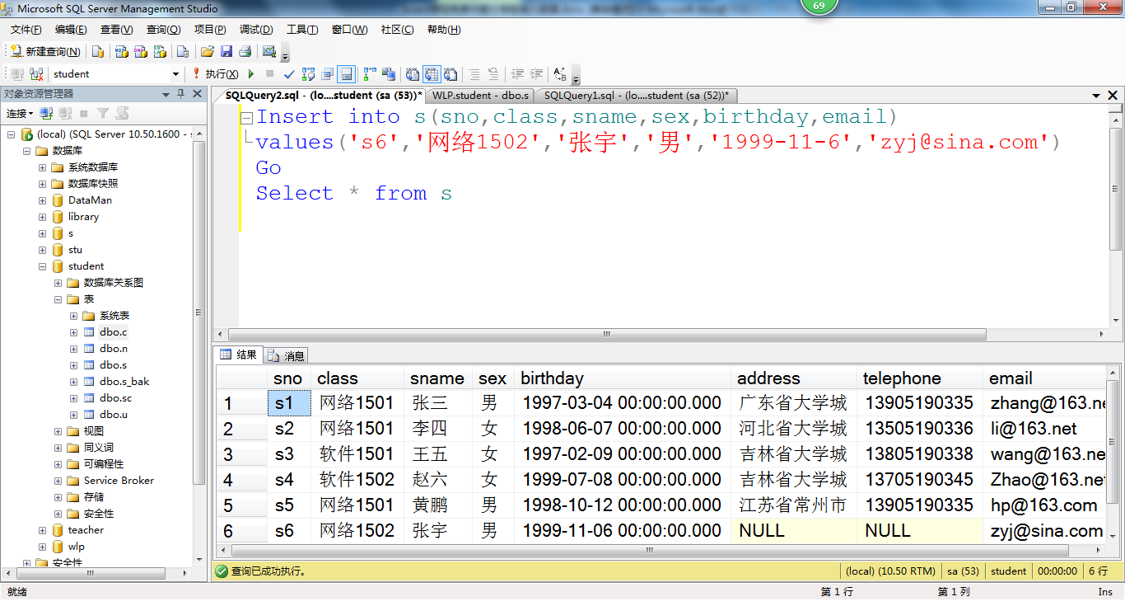 Microsoft SQL Server Management Studio
69
文件(F) 编辑(E) 查看(V) 查询(Q) 项目(P) 调试(D) 工具(T) 窗口(W) 社区(C) 帮助(H)
新建查询(N)
student 执行(X)
对象资源管理器
连接
(local) (SQL Server 10.50.1600 - s
数据库
系统数据库
数据库快照
DataMan
library
s
stu
student
数据库关系图
表
系统表
dbo.c
dbo.n
dbo.s
dbo.s_bak
dbo.sc
dbo.u
视图
同义词
可编程性
Service Broker
存储
安全性
teacher
wlp
安全性
SQLQuery2.sql - (lo....student (sa (53))* WLP.student - dbo.s SQLQuery1.sql - (lo....student (sa (52))*
Insert into s(sno,class,sname,sex,birthday,email)
values('s6','网络1502','张宇','男','1999-11-6','zyj@sina.com')
Go
Select * from s
结果 消息
sno class sname sex birthday address telephone email
1 s1 网络1501 张三 男 1997-03-04 00:00:00.000 广东省大学城 13905190335 zhang@163.ne
2 s2 网络1501 李四 女 1998-06-07 00:00:00.000 河北省大学城 13505190336 li@163.net
3 s3 软件1501 王五 女 1997-02-09 00:00:00.000 吉林省大学城 13805190338 wang@163.ne
4 s4 软件1502 赵六 女 1999-07-08 00:00:00.000 吉林省大学城 13705190345 Zhao@163.net
5 s5 网络1501 黄鹏 男 1998-10-12 00:00:00.000 江苏省常州市 13905190335 hp@163.com
6 s6 网络1502 张宇 男 1999-11-06 00:00:00.000 NULL NULL zyj@sina.com
查询已成功执行。 (local) (10.50 RTM) sa (53) student 00:00:00 6 行
就绪 第 1 行 第 1 列 Ins